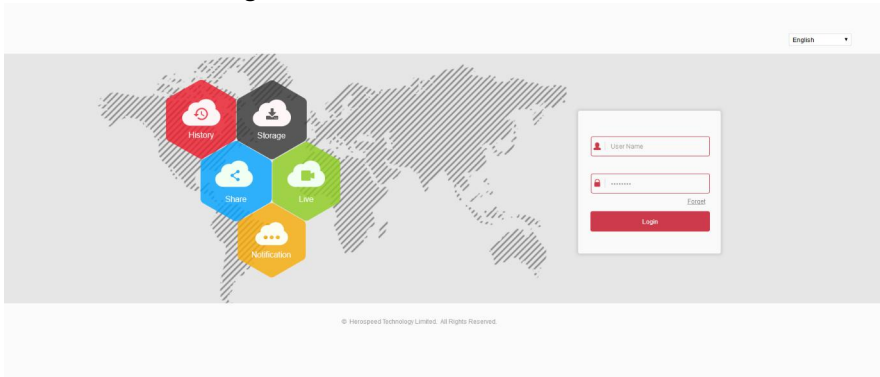 English
History
Storage
Share
Live
Notification
User Name
Forget
Login
© Herospeed Technology Limited. All Rights Reserved.